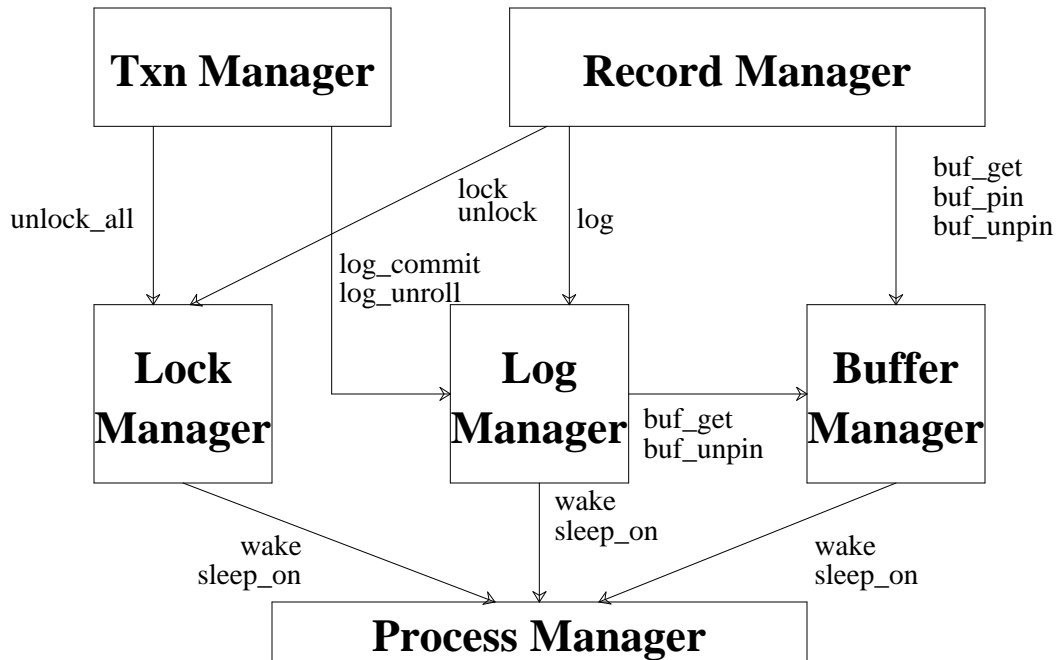 Txn Manager
Record Manager
unlock_all
lock
unlock
log
buf_get
buf_pin
buf_unpin
log_commit
log_unroll
Lock
Manager
Log
Manager
Buffer
Manager
buf_get
buf_unpin
wake
sleep_on
wake
sleep_on
wake
sleep_on
Process Manager